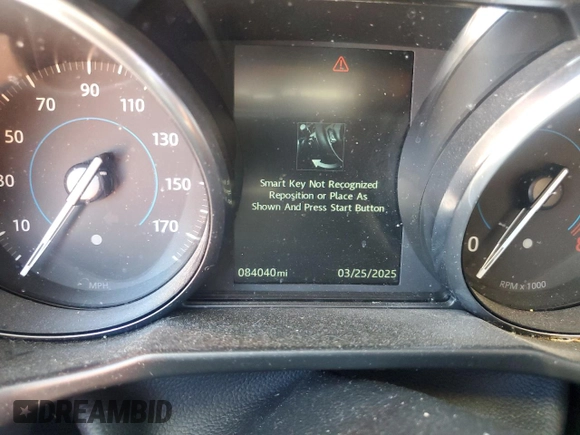 50 70 90 110 130 150 170
30 10
MPH
Smart Key Not Recognized
Reposition or Place As
Shown And Press Start Button
084040mi 03/25/2025
0
RPM x 1000
DREAMBID